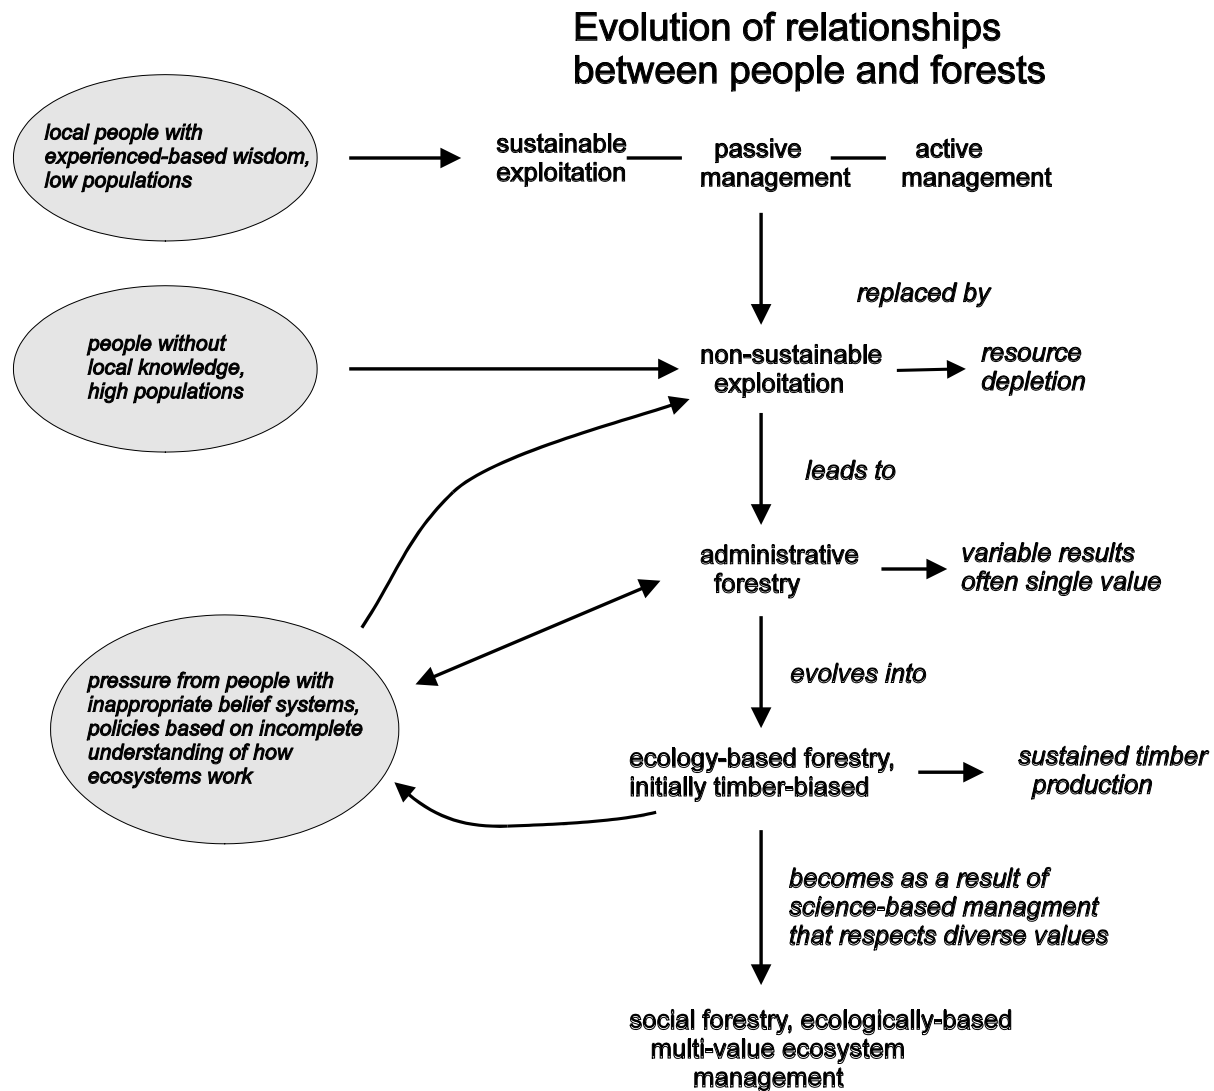 Evolution of relationships
between people and forests
local people with
experienced-based wisdom,
low populations
sustainable
exploitation
passive
management
active
management
replaced by
people without
local knowledge,
high populations
non-sustainable
exploitation
resource
depletion
leads to
administrative
forestry
variable results
often single value
evolves into
pressure from people with
inappropriate belief systems,
policies based on incomplete
understanding of how
ecosystems work
ecology-based forestry,
initially timber-biased
sustained timber
production
becomes as a result of
science-based managment
that respects diverse values
social forestry, ecologically-based
multi-value ecosystem
management